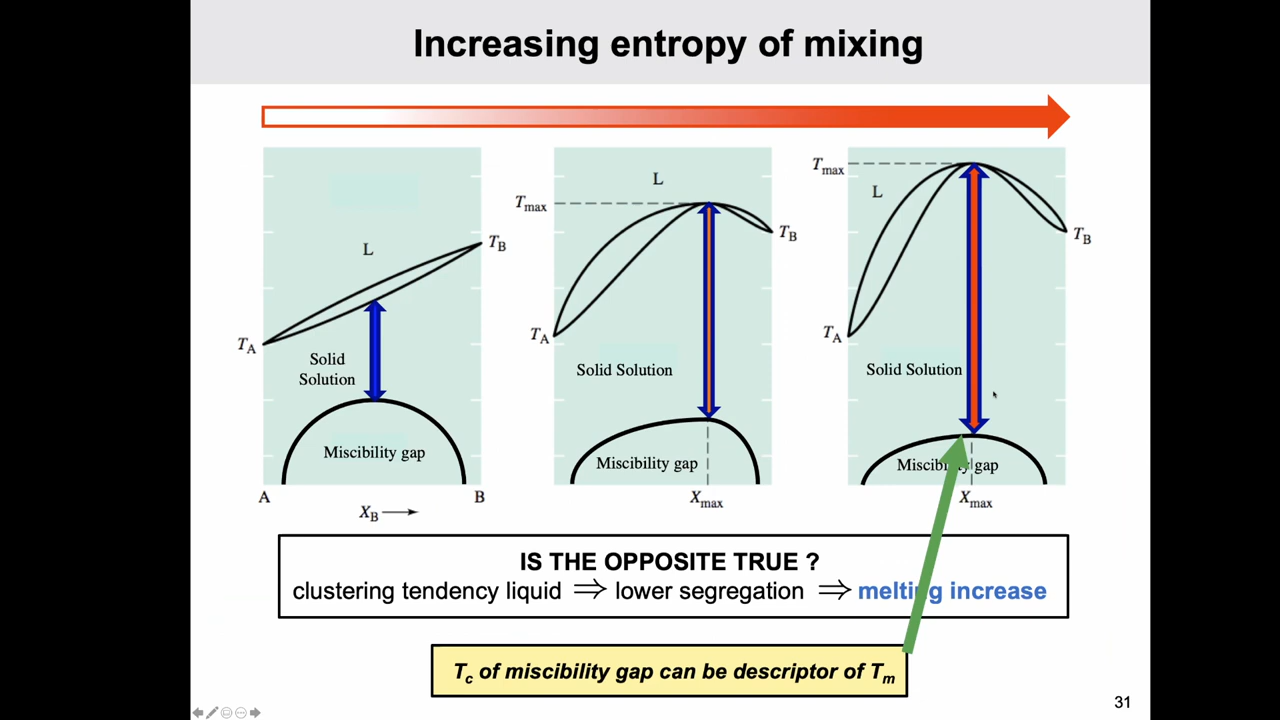 Increasing entropy of mixing
L
T_B
T_A
Solid
Solution
Miscibility gap
A
B
X_B →
T_max
L
T_B
T_A
Solid Solution
Miscibility gap
X_max
T_max
L
T_B
T_A
Solid Solution
Miscibility gap
X_max
IS THE OPPOSITE TRUE ?
clustering tendency liquid ⇒ lower segregation ⇒ melting increase
T_c of miscibility gap can be descriptor of T_m
31